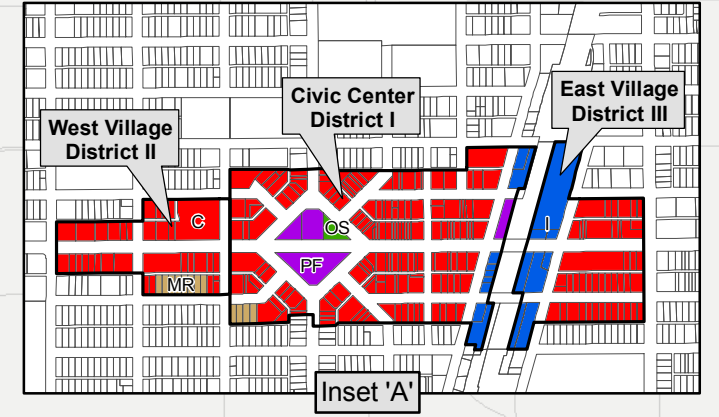 Civic Center
District I
East Village
District III
West Village
District II
C
OS
I
PF
MR
Inset 'A'